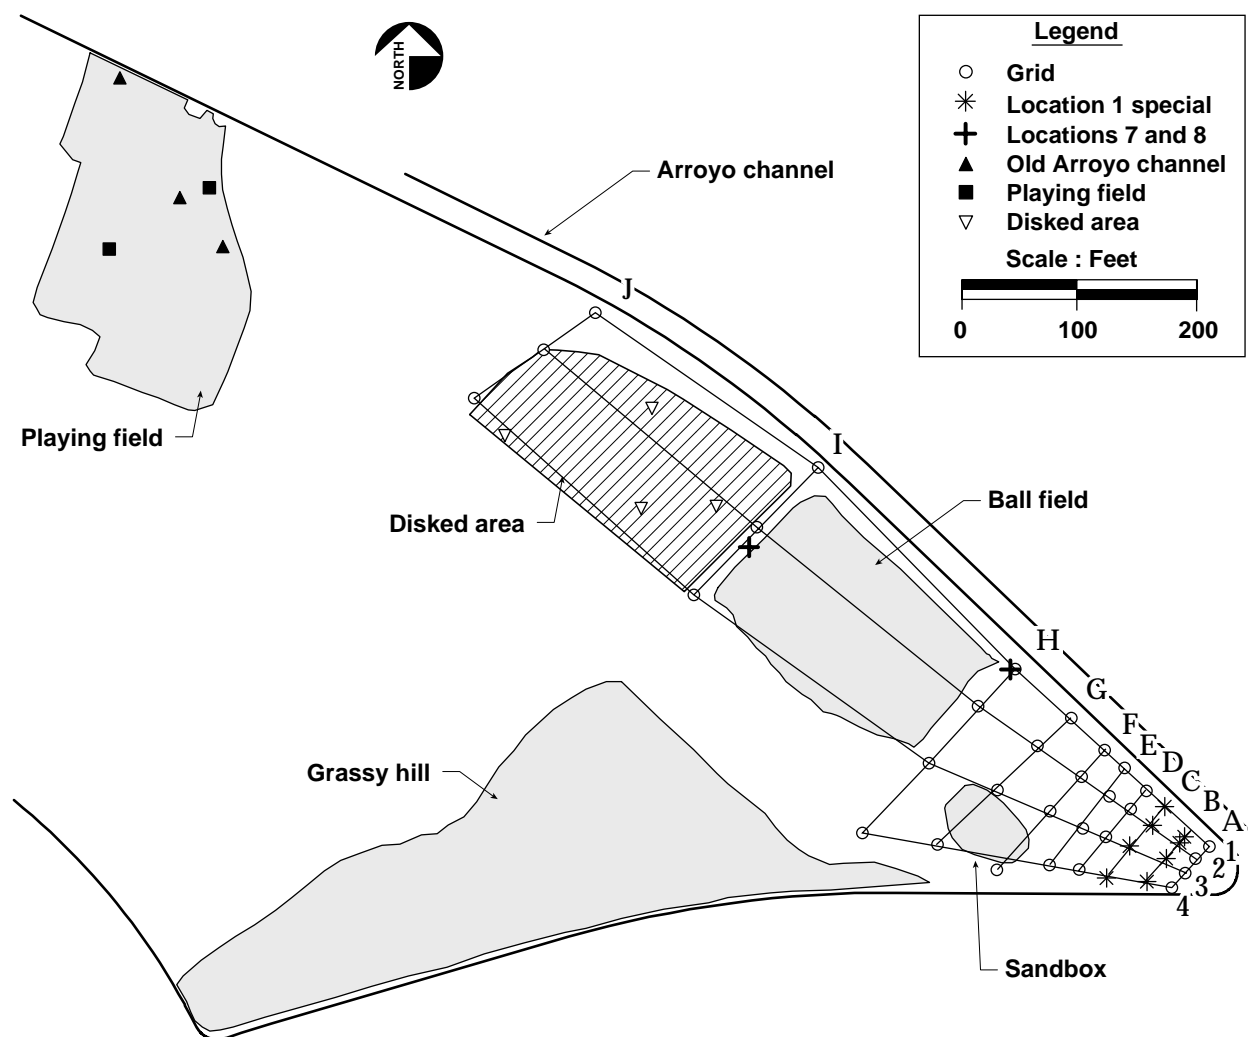 Legend
Grid
Location 1 special
Locations 7 and 8
Old Arroyo channel
Playing field
Disked area
Scale : Feet
0 100 200
NORTH
Arroyo channel
J
I
Playing field
Disked area
Ball field
H
G
F
E
D
C
B
A
1
2
3
4
Grassy hill
Sandbox